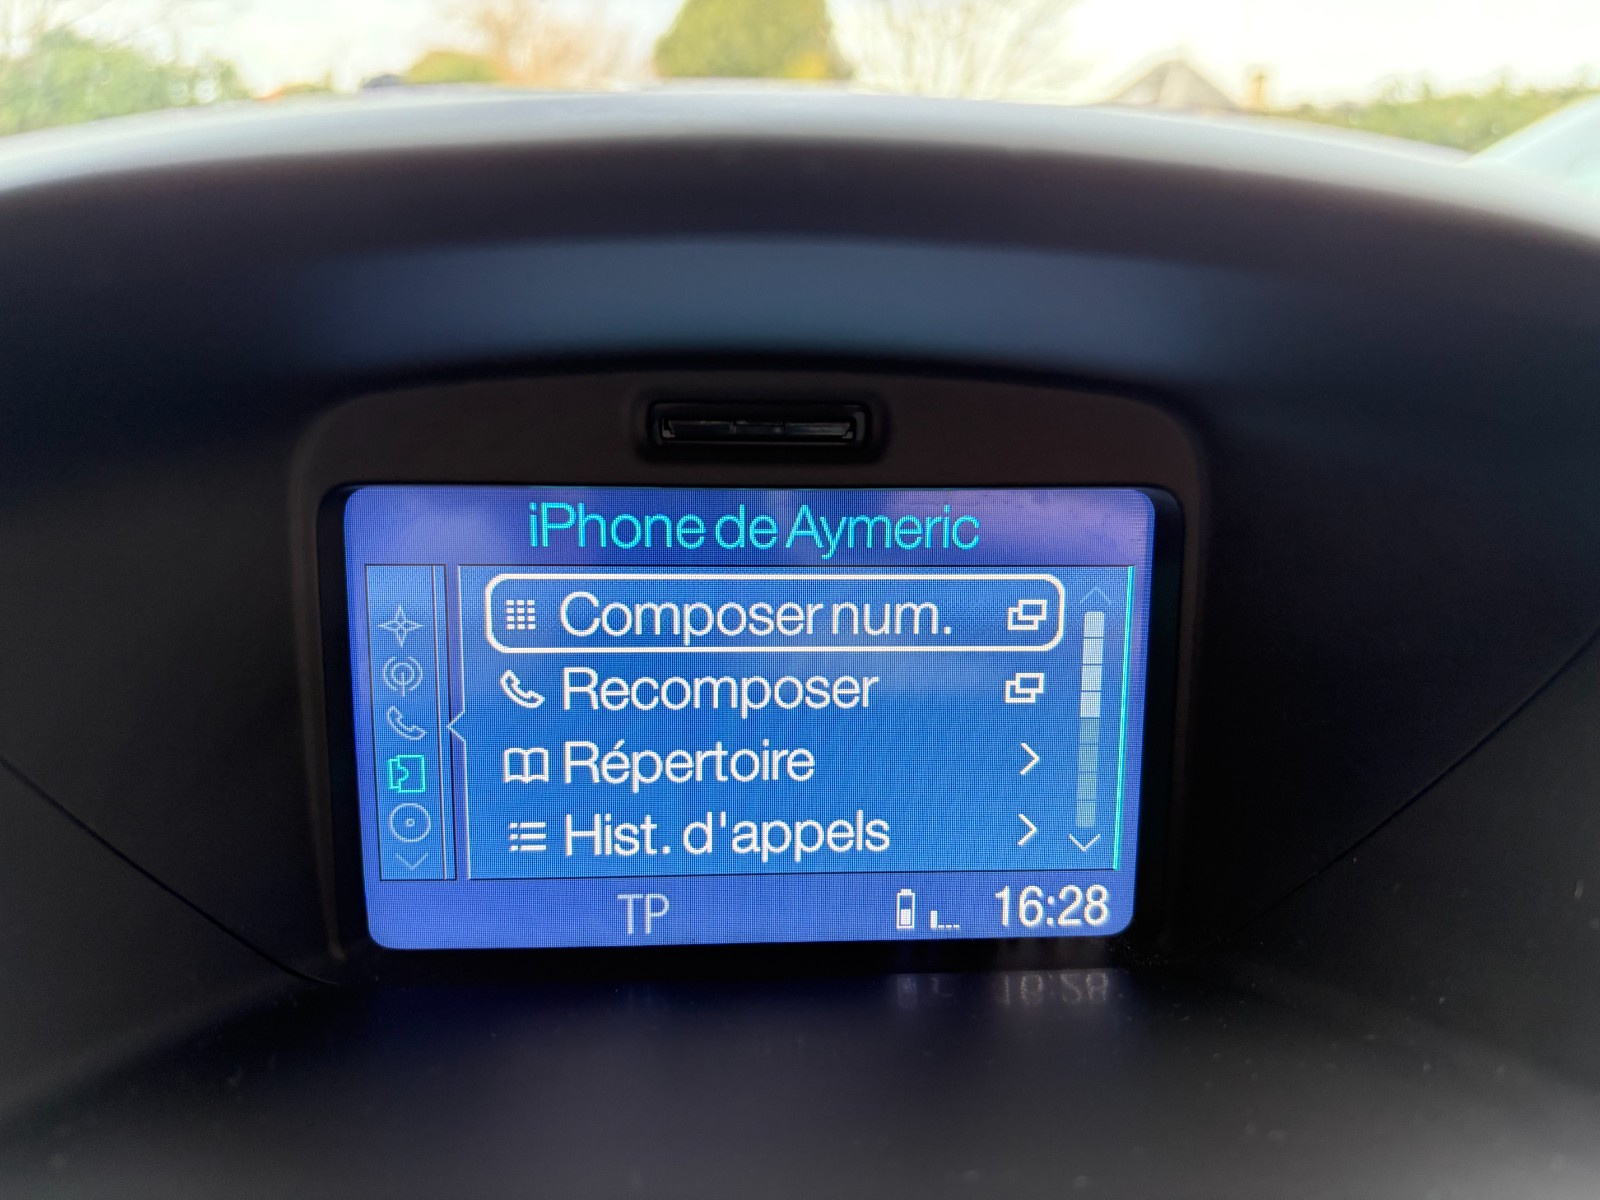 iPhone de Aymeric
Composer num.
Recomposer
Répertoire
Hist. d'appels
TP 16:28